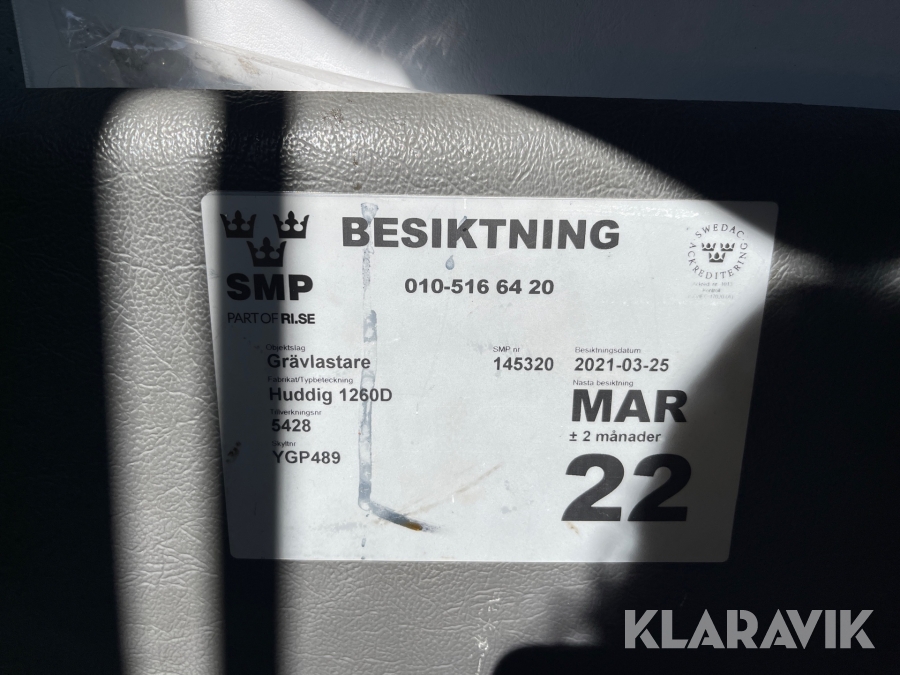 BESIKTNING
SWEDAC
ACKREDITERING
SMP
010-516 64 20
PART OF RI.SE
Objektslag
Grävlastare
SMP nr
145320
Besiktningsdatum
2021-03-25
Fabrikat/Typbeteckning
Huddig 1260D
Nästa besiktning
MAR
± 2 månader
22
Tillverkningsnr
5428
Skyltnr
YGP489
KLARAVIK